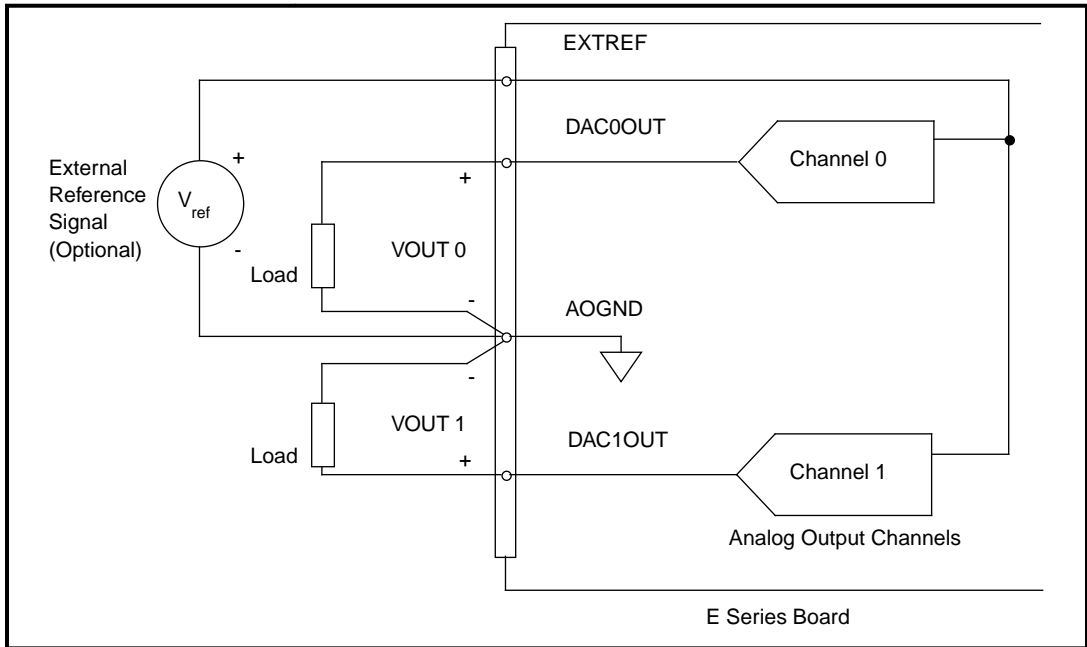 EXTREF
DAC0OUT
Channel 0
External
Reference
Signal
(Optional)
+
V ref
-
+
VOUT 0
Load
-
AOGND
-
VOUT 1
Load
+
DAC1OUT
Channel 1
Analog Output Channels
E Series Board